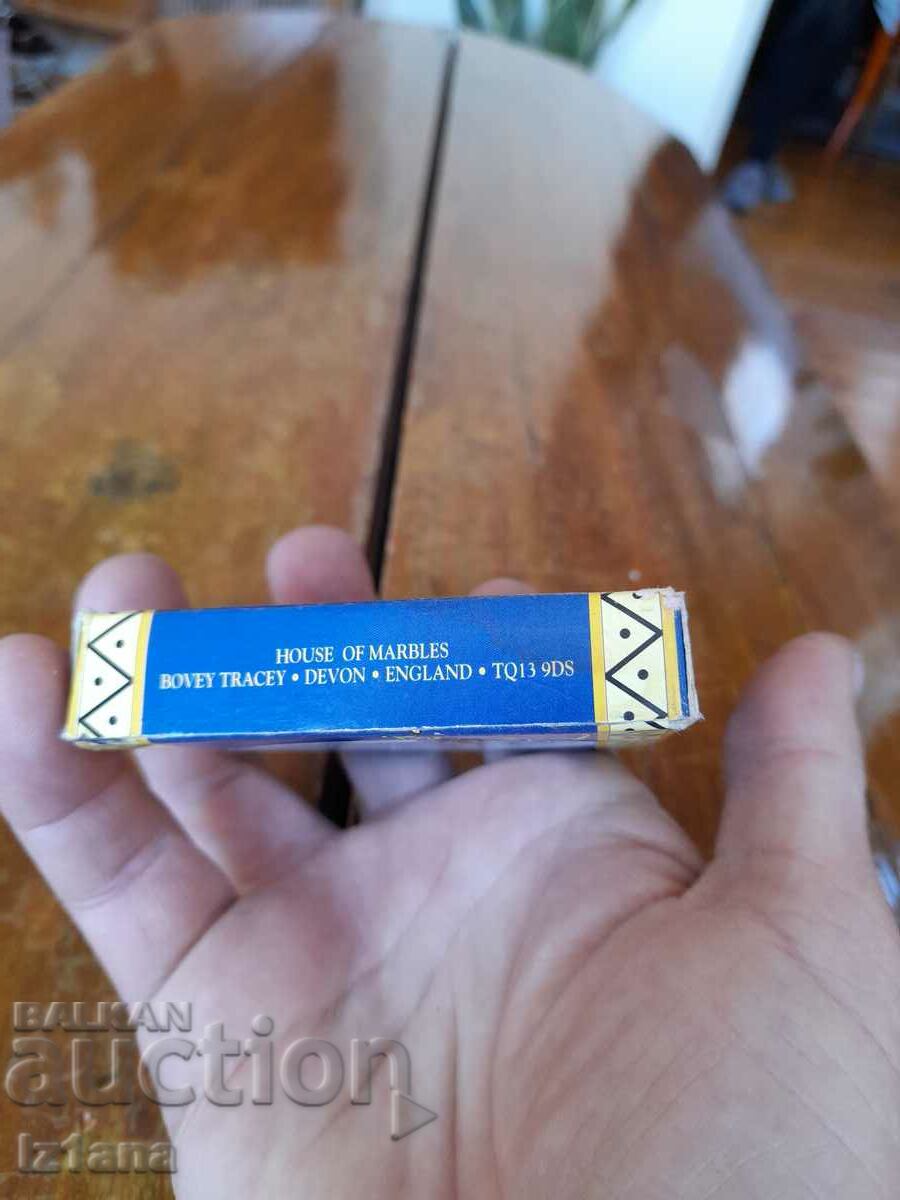 HOUSE OF MARBLES
BOVEY TRACEY • DEVON • ENGLAND • TQ13 9DS
BALKAN
auction
Iz1ana